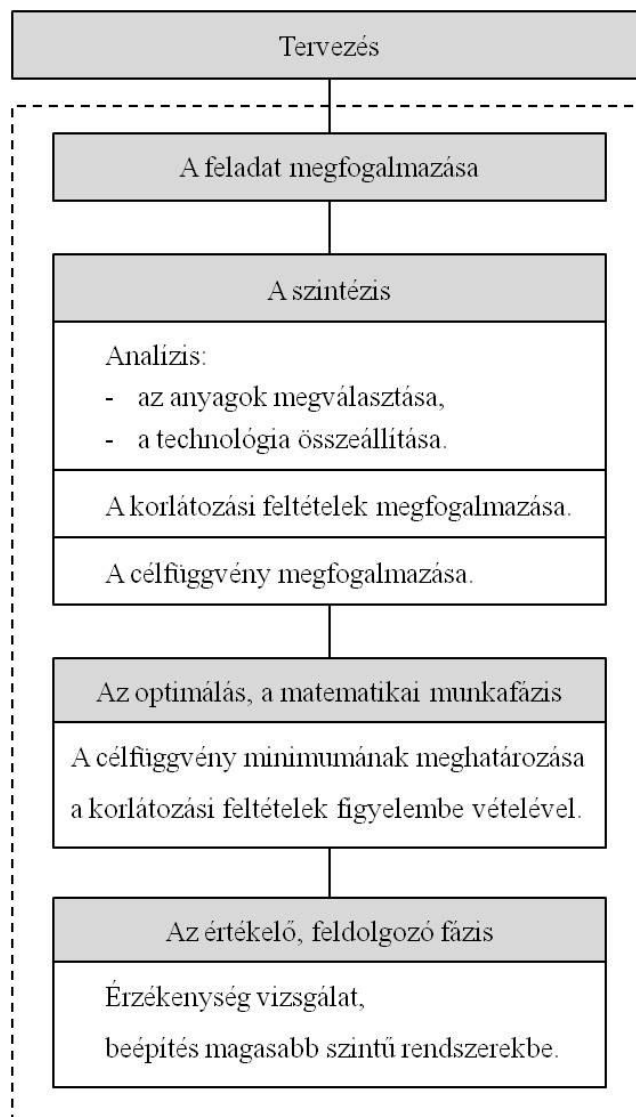 Tervezés
A feladat megfogalmazása
A szintézis
Analízis:
- az anyagok megválasztása,
- a technológia összeállítása.
A korlátozási feltételek megfogalmazása.
A célfüggvény megfogalmazása.
Az optimálás, a matematikai munkafázis
A célfüggvény minimumának meghatározása
a korlátozási feltételek figyelembe vételével.
Az értékelő, feldolgozó fázis
Érzékenység vizsgálat,
beépítés magasabb szintű rendszerekbe.